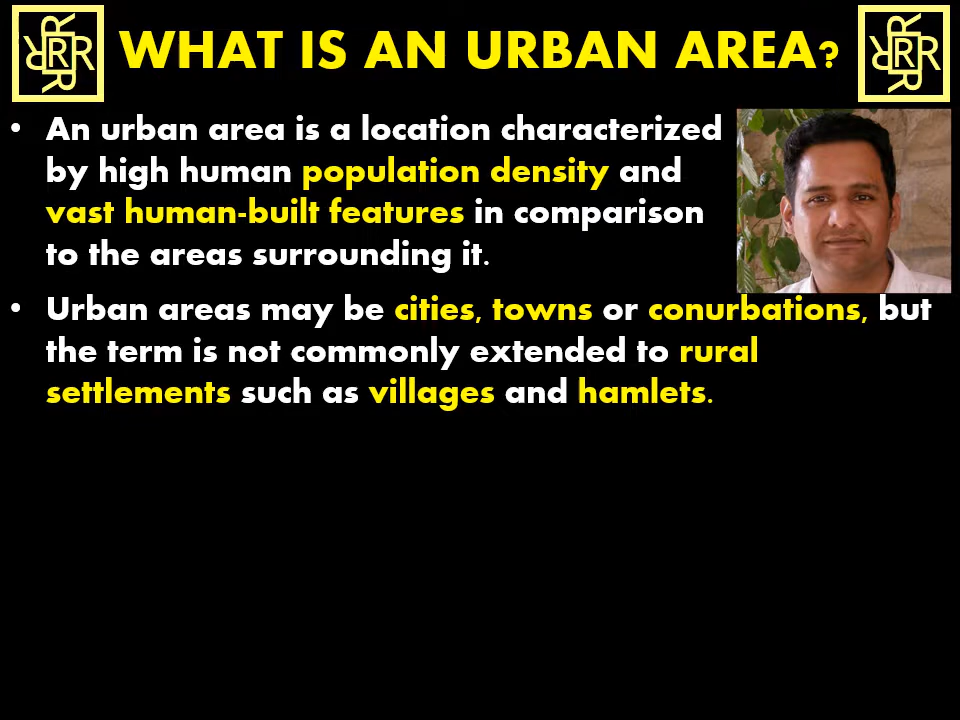 WHAT IS AN URBAN AREA?
• An urban area is a location characterized
by high human population density and
vast human-built features in comparison
to the areas surrounding it.
• Urban areas may be cities, towns or conurbations, but
the term is not commonly extended to rural
settlements such as villages and hamlets.